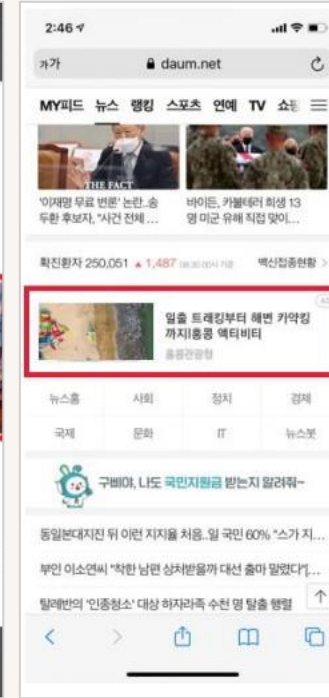 2:46
가가 daum.net
MY피드 뉴스 랭킹 스포츠 연예 TV 쇼핑
THE FACT
'이재명 무료 변론' 논란..송
두환 후보자, "사건 전체 ...
바이든, 카불테러 희생 13
명 미군 유해 직접 맞이...
확진환자 250,051 ▲ 1,487 백신접종현황 >
AD
일출 트래킹부터 해변 카약킹
까지!홍콩 액티비티
홍콩관광청
뉴스홈 사회 정치 경제
국제 문화 IT 뉴스봇
구비야, 나도 국민지원금 받는지 알려줘~
동일본대지진 뒤 이런 지지율 처음..일 국민 60% "스가 지...
부인 이소연씨 "착한 남편 상처받을까 대선 출마 말렸다"[...
탈레반의 '인종청소' 대상 하자라족 수천 명 탈출 행렬